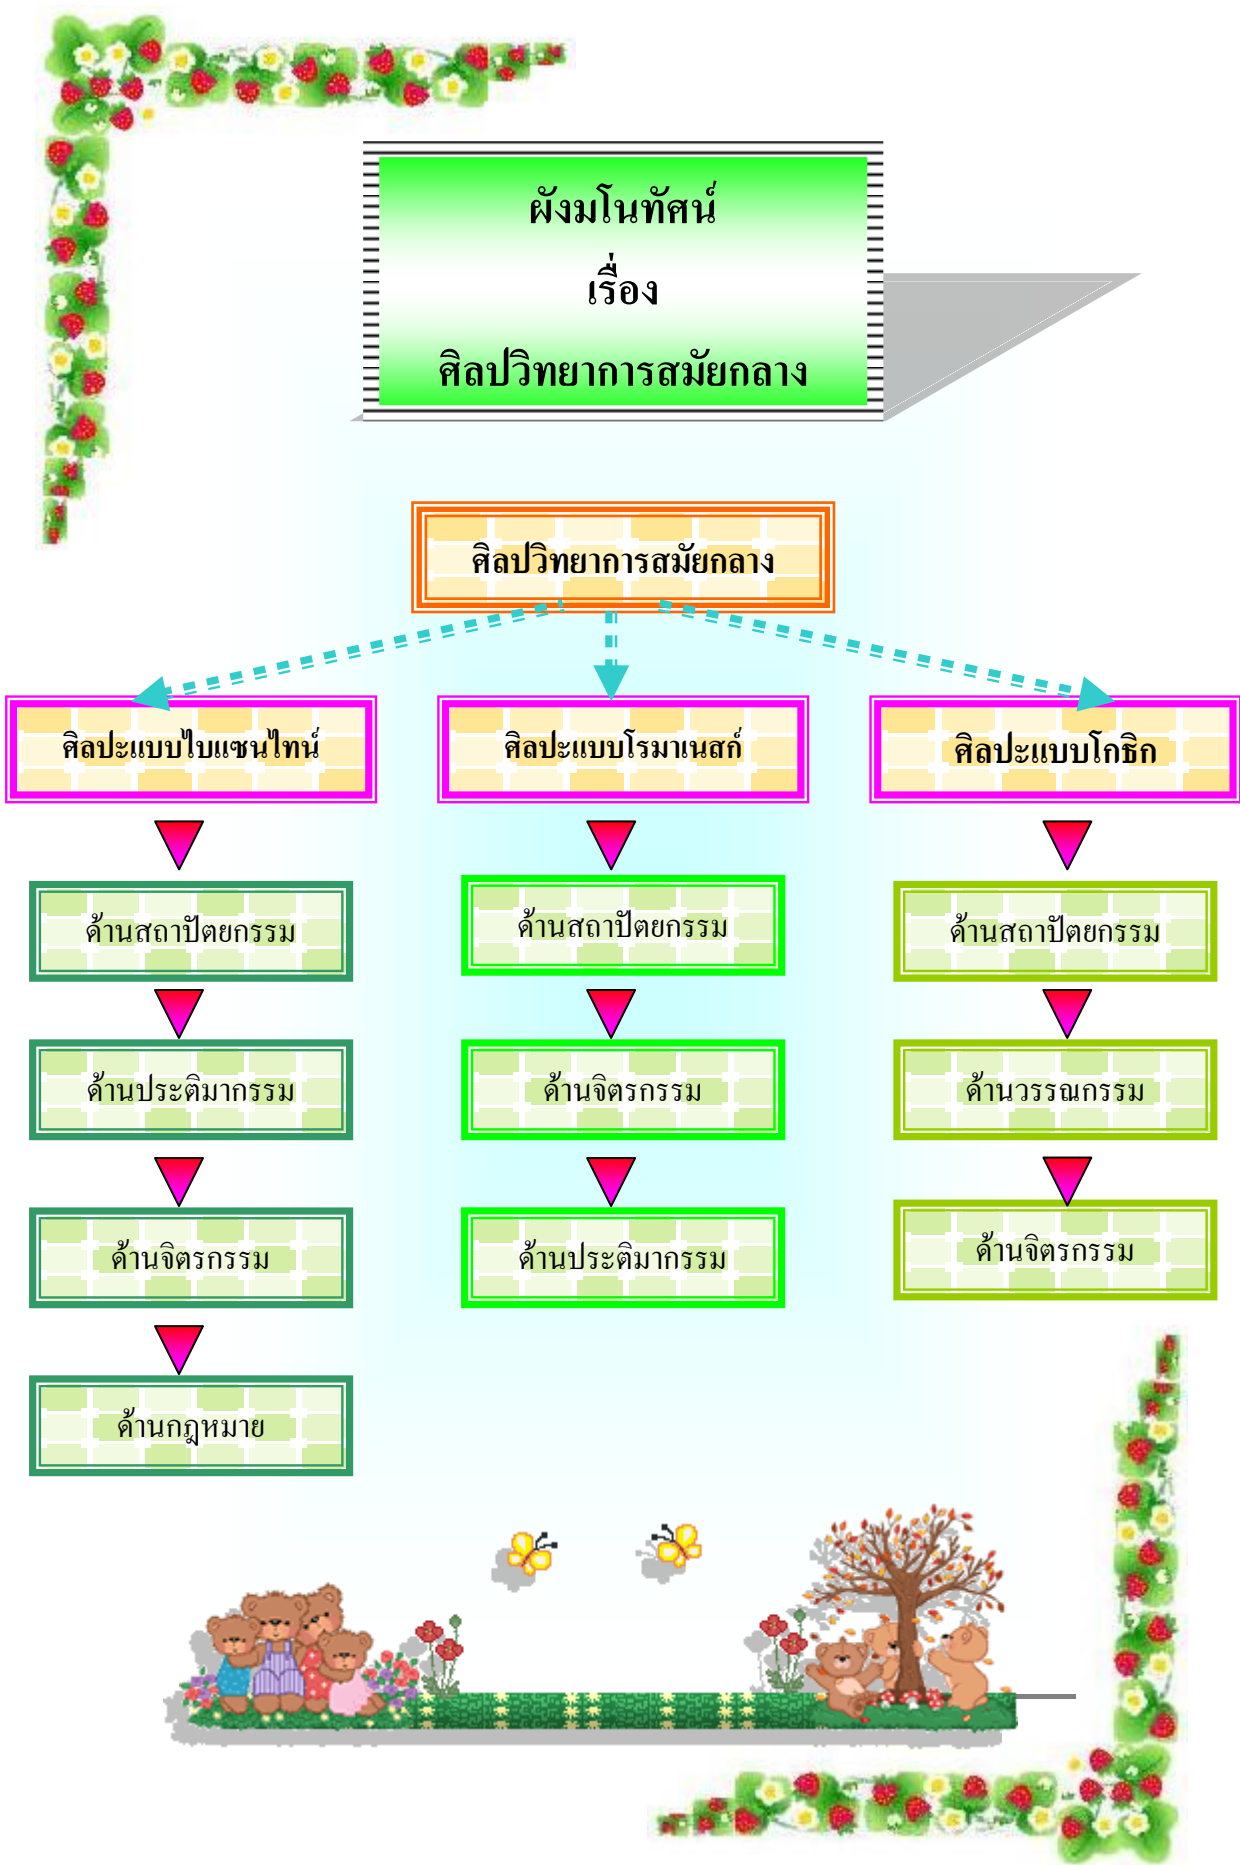 ผังมโนทัศน์
เรื่อง
ศิลปวิทยาการสมัยกลาง
ศิลปวิทยาการสมัยกลาง
ศิลปะแบบไบแซนไทน์
ศิลปะแบบโรมาเนสก์
ศิลปะแบบโกธิก
ด้านสถาปัตยกรรม
ด้านสถาปัตยกรรม
ด้านสถาปัตยกรรม
ด้านประติมากรรม
ด้านจิตรกรรม
ด้านวรรณกรรม
ด้านจิตรกรรม
ด้านประติมากรรม
ด้านจิตรกรรม
ด้านกฎหมาย